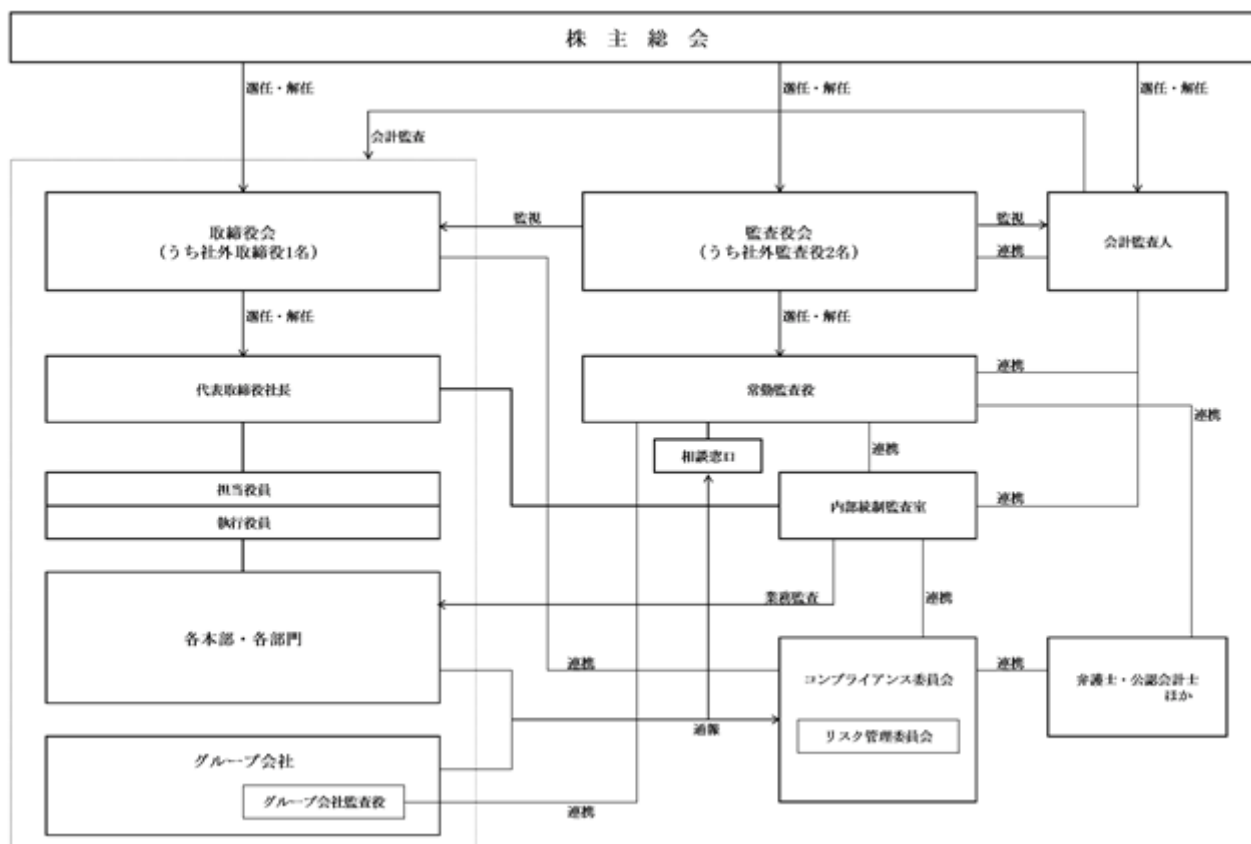 株主総会
選任・解任
選任・解任
選任・解任
会計監査
取締役会
（うち社外取締役1名）
監視
監査役会
（うち社外監査役2名）
監視
連携
会計監査人
選任・解任
選任・解任
代表取締役社長
常勤監査役
連携
連携
相談窓口
連携
担当役員
執行役員
内部統制監査室
連携
業務監査
連携
各本部・各部門
連携
コンプライアンス委員会
連携
弁護士・公認会計士
ほか
通報
リスク管理委員会
グループ会社
グループ会社監査役
連携